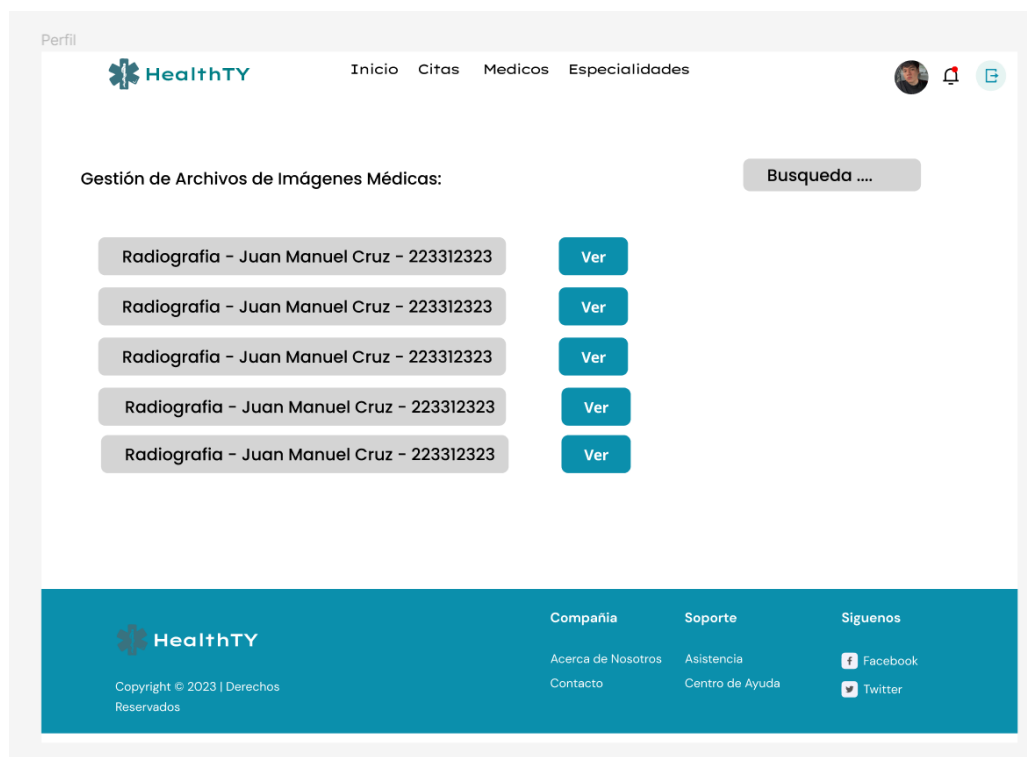 Perfil
HealthTY
Inicio Citas Medicos Especialidades
Gestión de Archivos de Imágenes Médicas:
Busqueda ....
Radiografia - Juan Manuel Cruz - 223312323
Ver
Radiografia - Juan Manuel Cruz - 223312323
Ver
Radiografia - Juan Manuel Cruz - 223312323
Ver
Radiografia - Juan Manuel Cruz - 223312323
Ver
Radiografia - Juan Manuel Cruz - 223312323
Ver
HealthTY
Copyright © 2023 | Derechos
Reservados
Compañia
Acerca de Nosotros
Contacto
Soporte
Asistencia
Centro de Ayuda
Siguenos
Facebook
Twitter